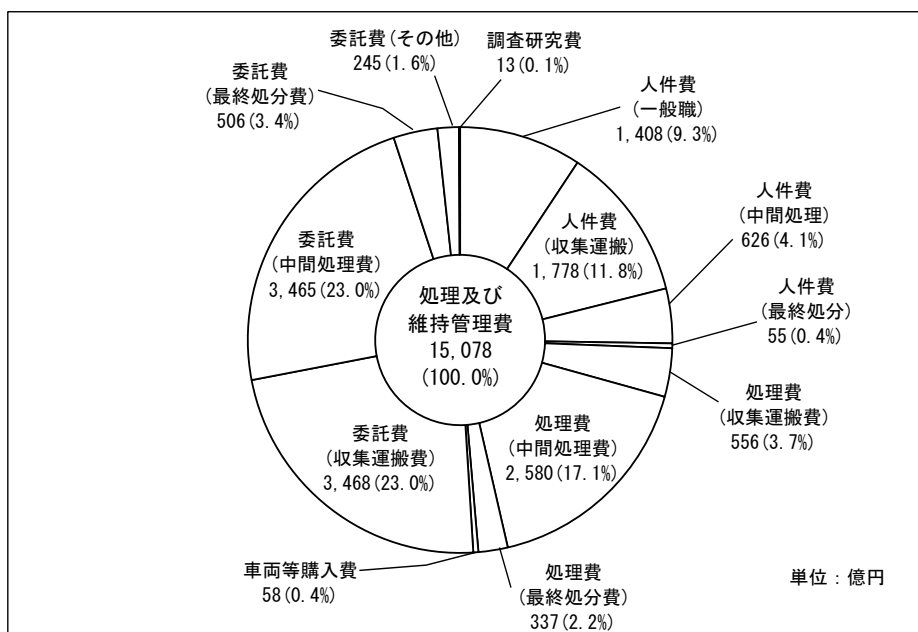 委託費(その他)
245(1.6%)
調査研究費
13(0.1%)
人件費
(一般職)
1,408(9.3%)
人件費
(収集運搬)
1,778(11.8%)
人件費
(中間処理)
626(4.1%)
人件費
(最終処分)
55(0.4%)
処理費
(収集運搬費)
556(3.7%)
処理費
(中間処理費)
2,580(17.1%)
処理費
(最終処分費)
337(2.2%)
車両等購入費
58(0.4%)
委託費
(収集運搬費)
3,468(23.0%)
委託費
(中間処理費)
3,465(23.0%)
委託費
(最終処分費)
506(3.4%)
処理及び
維持管理費
15,078
(100.0%)
単位：億円